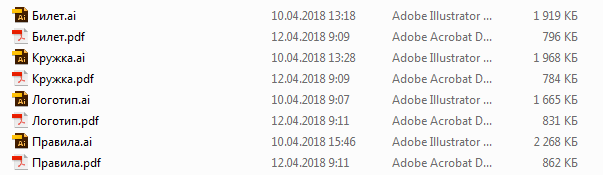 Билет.ai 10.04.2018 13:18 Adobe Illustrator ... 1 919 КБ
Билет.pdf 12.04.2018 9:09 Adobe Acrobat D... 796 КБ
Кружка.ai 10.04.2018 13:28 Adobe Illustrator ... 1 968 КБ
Кружка.pdf 12.04.2018 9:09 Adobe Acrobat D... 784 КБ
Логотип.ai 10.04.2018 9:07 Adobe Illustrator ... 1 665 КБ
Логотип.pdf 12.04.2018 9:11 Adobe Acrobat D... 831 КБ
Правила.ai 10.04.2018 15:46 Adobe Illustrator ... 2 268 КБ
Правила.pdf 12.04.2018 9:11 Adobe Acrobat D... 862 КБ